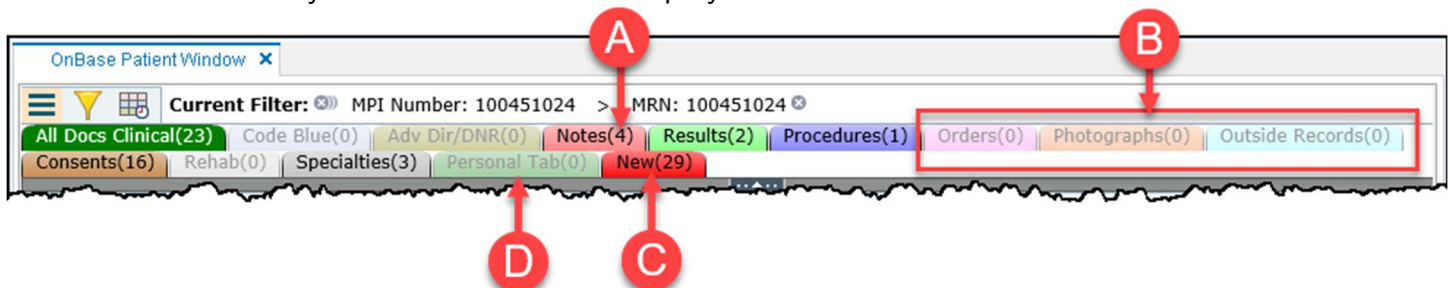 A B
OnBase Patient Window ×
Current Filter: MPI Number: 100451024 > MRN: 100451024
All Docs Clinical(23) Code Blue(0) Adv Dir/DNR(0) Notes(4) Results(2) Procedures(1) Orders(0) Photographs(0) Outside Records(0)
Consents(16) Rehab(0) Specialties(3) Personal Tab(0) New(29)
D C